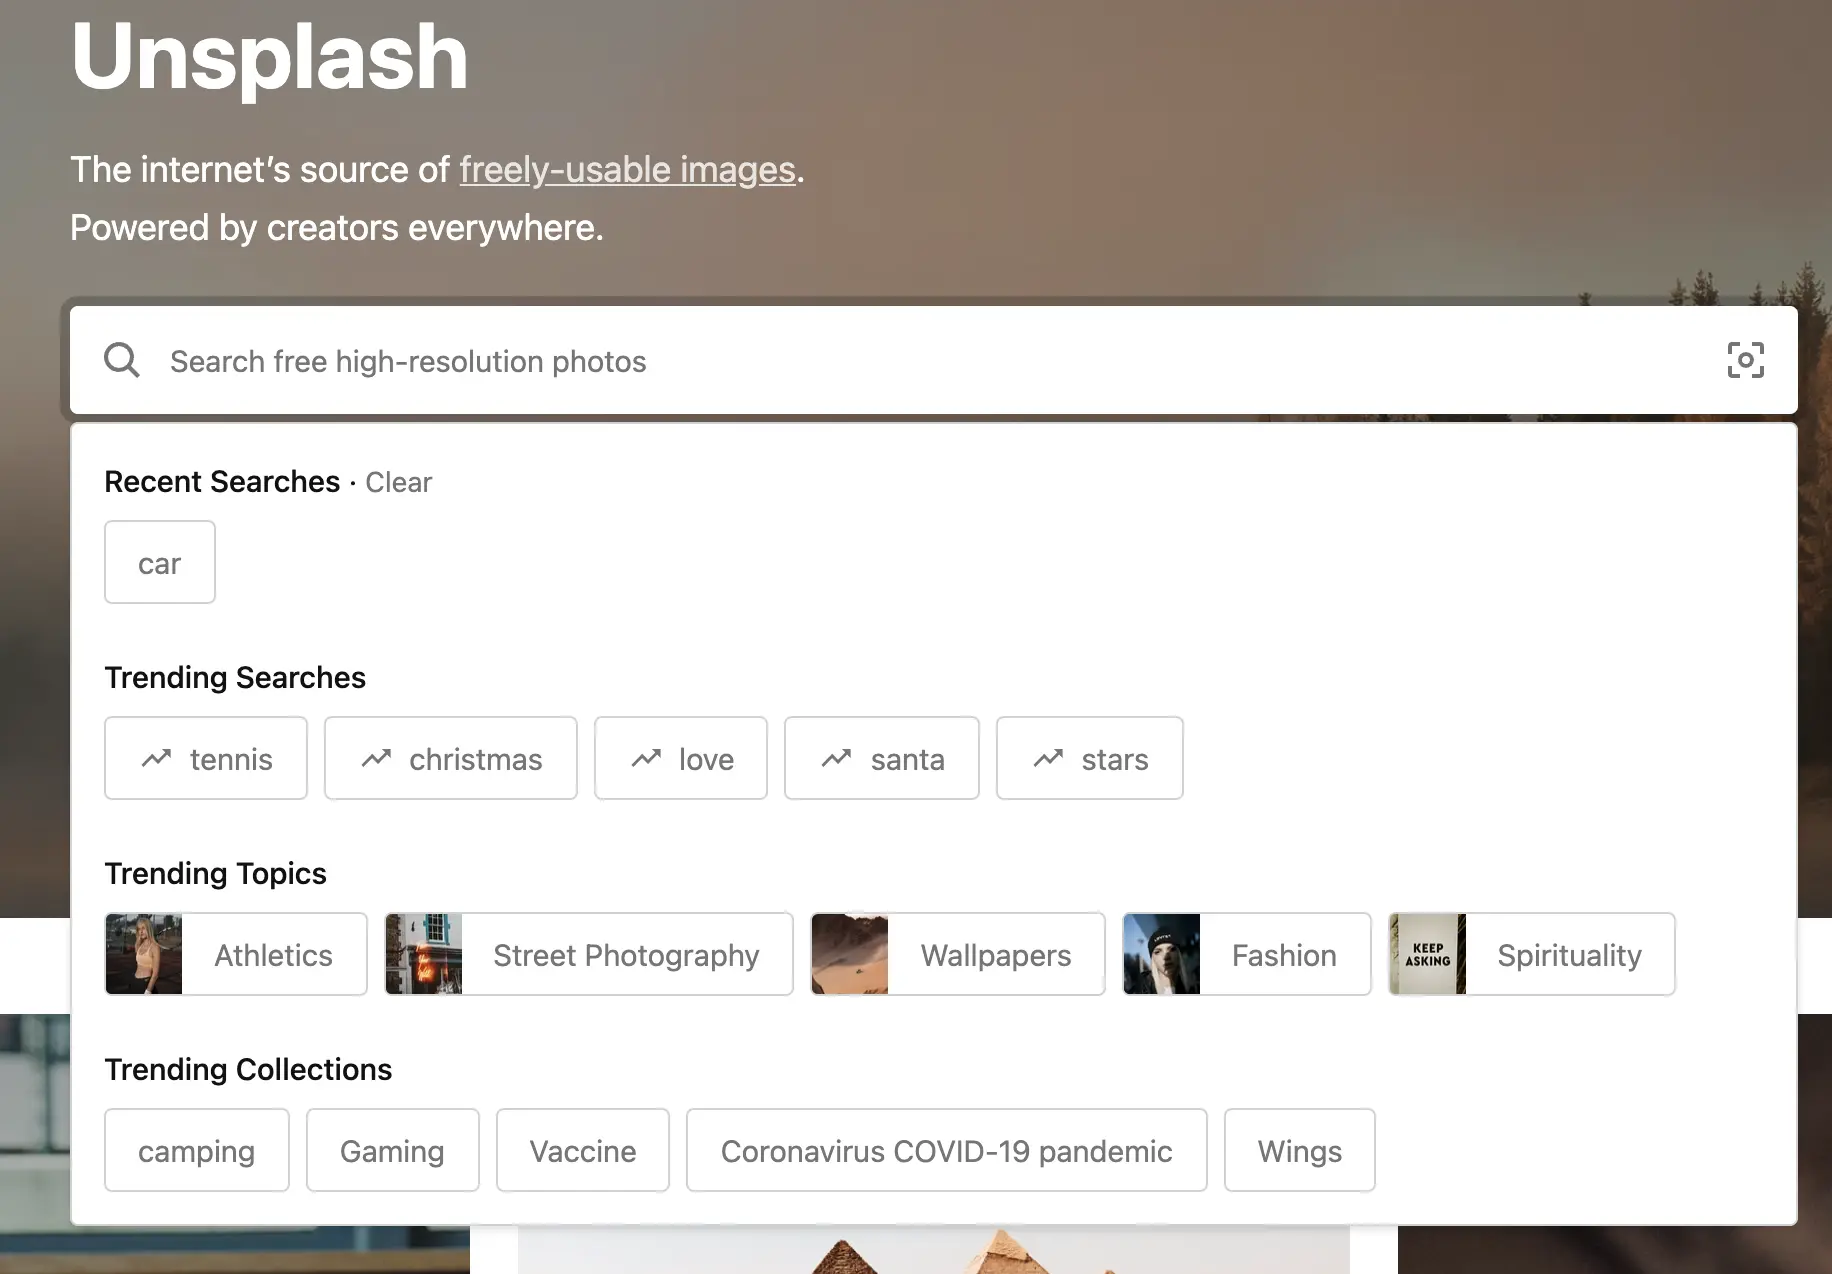 Unsplash
The internet’s source of freely-usable images.
Powered by creators everywhere.
Search free high-resolution photos
Recent Searches · Clear
car
Trending Searches
tennis christmas love santa stars
Trending Topics
Athletics Street Photography Wallpapers Fashion KEEP ASKING Spirituality
Trending Collections
camping Gaming Vaccine Coronavirus COVID-19 pandemic Wings